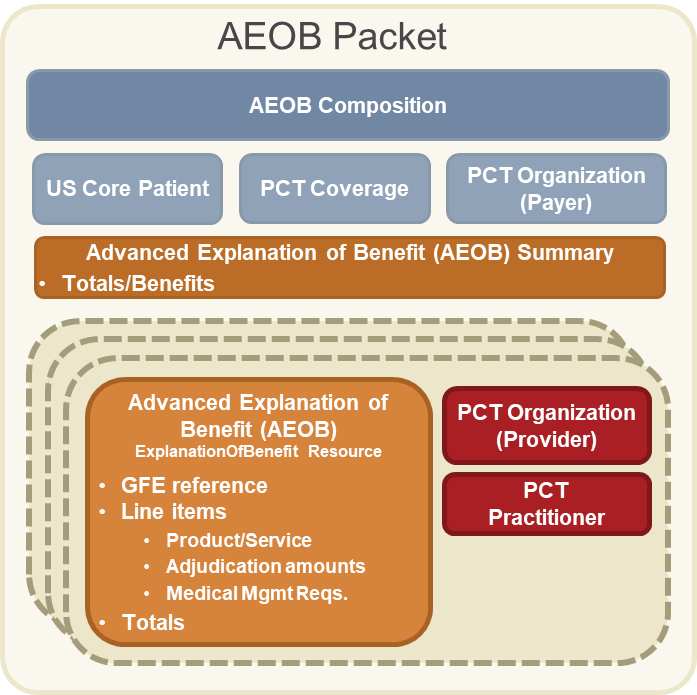 AEOB Packet
AEOB Composition
US Core Patient
PCT Coverage
PCT Organization
(Payer)
Advanced Explanation of Benefit (AEOB) Summary
• Totals/Benefits
Advanced Explanation of
Benefit (AEOB)
ExplanationOfBenefit Resource
• GFE reference
• Line items
• Product/Service
• Adjudication amounts
• Medical Mgmt Reqs.
• Totals
PCT Organization
(Provider)
PCT
Practitioner